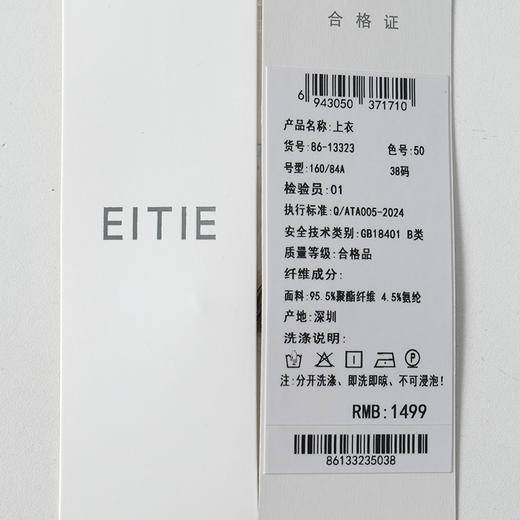 EITIE
合格证
6 943050 371710
产品名称:上衣
货号:86-13323 色号:50
号型:160/84A 38码
检验员:01
执行标准:Q/ATA005-2024
安全技术类别:GB18401 B类
质量等级:合格品
纤维成分:
面料:95.5%聚酯纤维 4.5%氨纶
产地:深圳
洗涤说明:
P
注:分开洗涤、即洗即晾、不可浸泡!
RMB:1499
86133235038